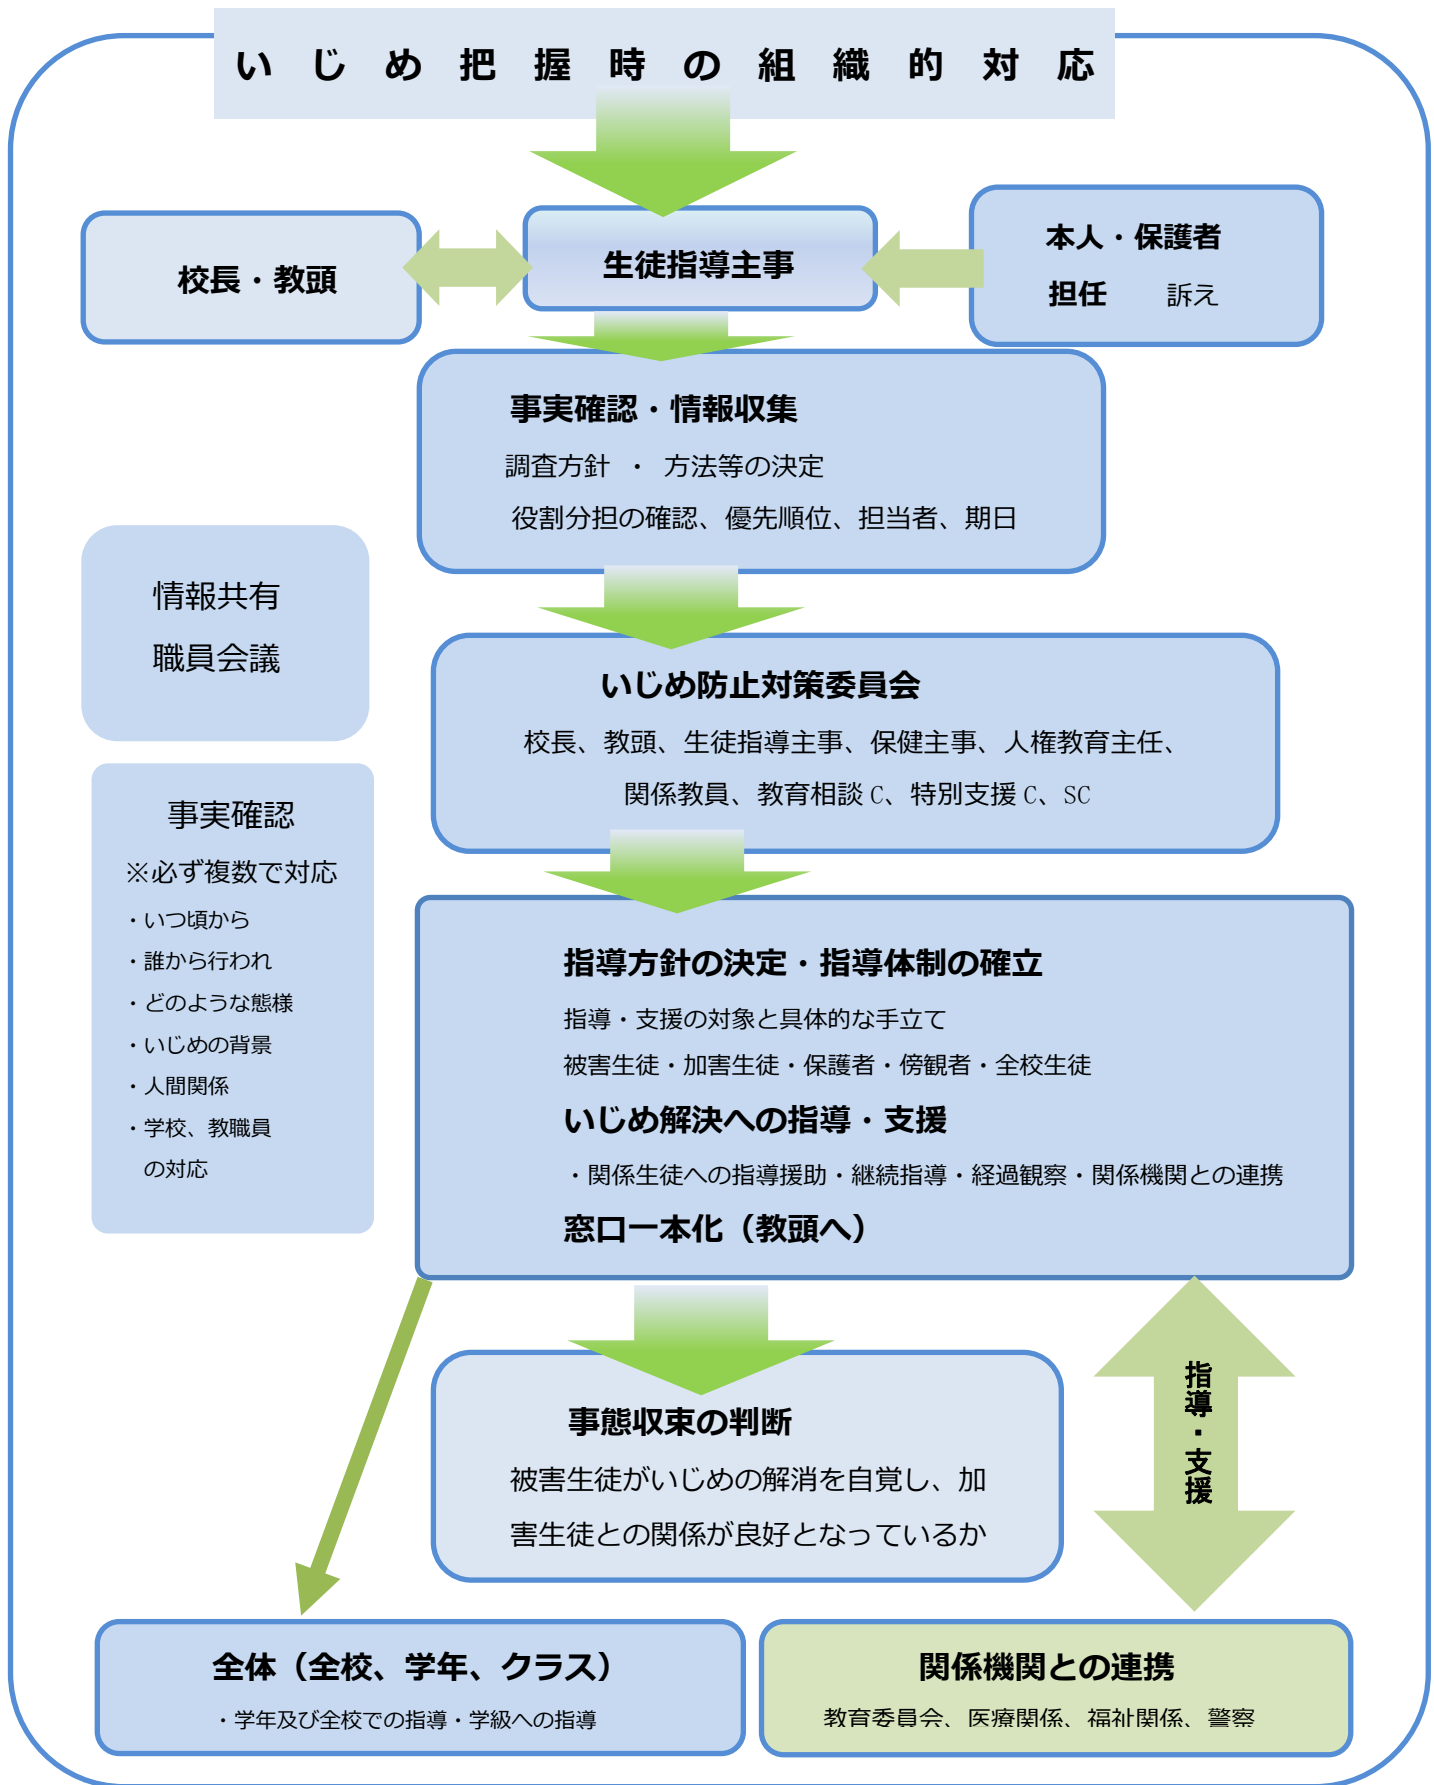 いじめ把握時の組織的対応
校長・教頭
生徒指導主事
本人・保護者
担任　　訴え
事実確認・情報収集
調査方針 ・ 方法等の決定
役割分担の確認、優先順位、担当者、期日
情報共有
職員会議
いじめ防止対策委員会
校長、教頭、生徒指導主事、保健主事、人権教育主任、
関係教員、教育相談C、特別支援C、SC
事実確認
※必ず複数で対応
・いつ頃から
・誰から行われ
・どのような態様
・いじめの背景
・人間関係
・学校、教職員
の対応
指導方針の決定・指導体制の確立
指導・支援の対象と具体的な手立て
被害生徒・加害生徒・保護者・傍観者・全校生徒
いじめ解決への指導・支援
・関係生徒への指導援助・継続指導・経過観察・関係機関との連携
窓口一本化（教頭へ）
指導・支援
事態収束の判断
被害生徒がいじめの解消を自覚し、加
害生徒との関係が良好となっているか
全体（全校、学年、クラス）
・学年及び全校での指導・学級への指導
関係機関との連携
教育委員会、医療関係、福祉関係、警察